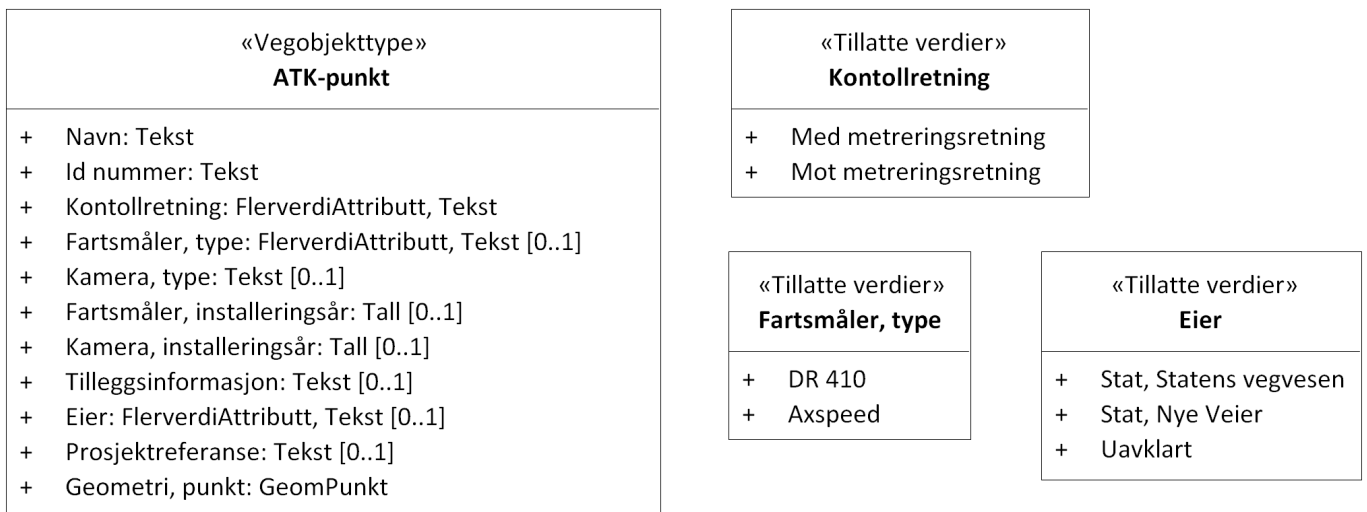 «Vegobjekttype»
ATK-punkt
+ Navn: Tekst
+ Id nummer: Tekst
+ Kontollretning: FlerverdiAttributt, Tekst
+ Fartsmåler, type: FlerverdiAttributt, Tekst [0..1]
+ Kamera, type: Tekst [0..1]
+ Fartsmåler, installeringsår: Tall [0..1]
+ Kamera, installeringsår: Tall [0..1]
+ Tilleggsinformasjon: Tekst [0..1]
+ Eier: FlerverdiAttributt, Tekst [0..1]
+ Prosjektreferanse: Tekst [0..1]
+ Geometri, punkt: GeomPunkt
«Tillatte verdier»
Kontollretning
+ Med metreringsretning
+ Mot metreringsretning
«Tillatte verdier»
Fartsmåler, type
+ DR 410
+ Axspeed
«Tillatte verdier»
Eier
+ Stat, Statens vegvesen
+ Stat, Nye Veier
+ Uavklart